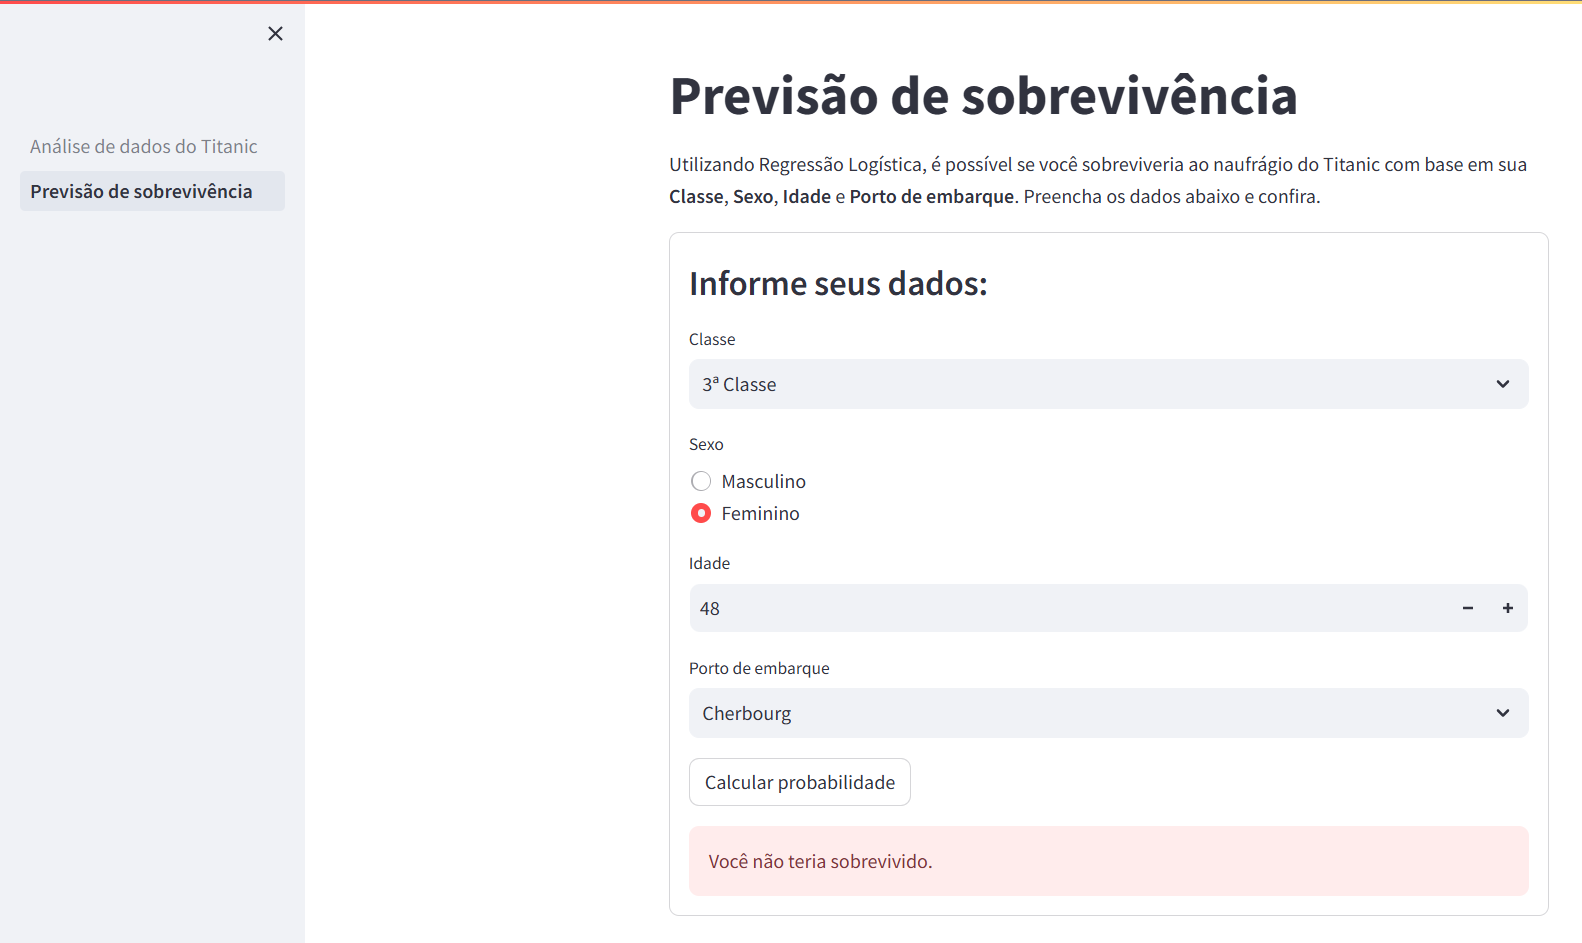 Análise de dados do Titanic
Previsão de sobrevivência
Previsão de sobrevivência
Utilizando Regressão Logística, é possível se você sobreviveria ao naufrágio do Titanic com base em sua
Classe, Sexo, Idade e Porto de embarque. Preencha os dados abaixo e confira.
Informe seus dados:
Classe
3ª Classe
Sexo
Masculino
Feminino
Idade
48
Porto de embarque
Cherbourg
Calcular probabilidade
Você não teria sobrevivido.